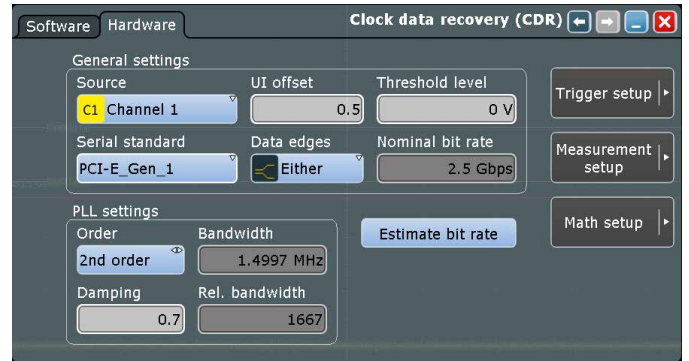 Software Hardware Clock data recovery (CDR)
General settings
Source UI offset Threshold level
C1 Channel 1 0.5 0 V
Trigger setup
Serial standard Data edges Nominal bit rate
PCI-E_Gen_1 Either 2.5 Gbps
Measurement
setup
PLL settings
Order Bandwidth
Estimate bit rate
Math setup
2nd order 1.4997 MHz
Damping Rel. bandwidth
0.7 1667